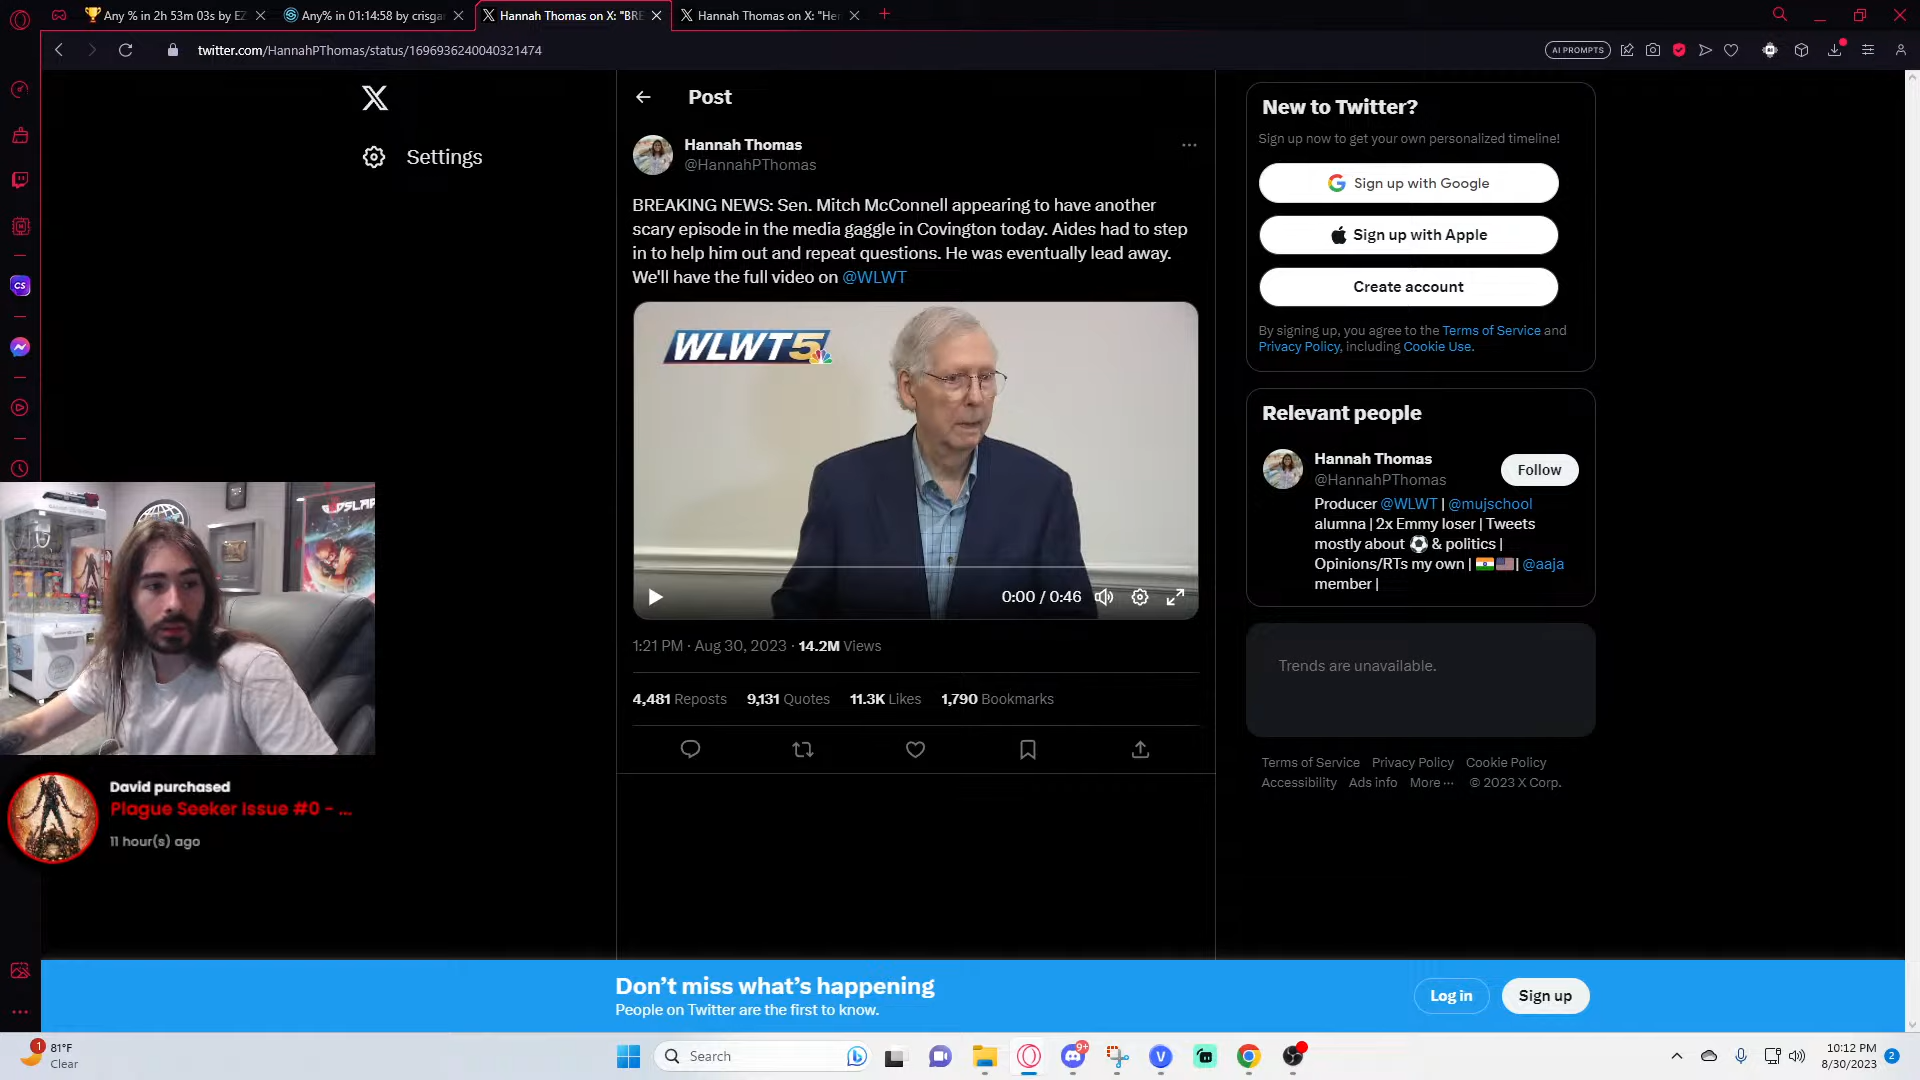 Any % in 2h 53m 03s by EZ
Any% in 01:14:58 by crisgar
Hannah Thomas on X: "BRE
Hannah Thomas on X: "Her
twitter.com/HannahPThomas/status/1696936240040321474
AI PROMPTS
Settings
Post
Hannah Thomas
@HannahPThomas
BREAKING NEWS: Sen. Mitch McConnell appearing to have another
scary episode in the media gaggle in Covington today. Aides had to step
in to help him out and repeat questions. He was eventually lead away.
We'll have the full video on @WLWT
WLWT5
0:00 / 0:46
1:21 PM · Aug 30, 2023 · 14.2M Views
4,481 Reposts 9,131 Quotes 11.3K Likes 1,790 Bookmarks
New to Twitter?
Sign up now to get your own personalized timeline!
Sign up with Google
Sign up with Apple
Create account
By signing up, you agree to the Terms of Service and
Privacy Policy, including Cookie Use.
Relevant people
Hannah Thomas
@HannahPThomas
Follow
Producer @WLWT | @mujschool
alumna | 2x Emmy loser | Tweets
mostly about ⚽ & politics |
Opinions/RTs my own | 🇮🇳🇺🇸| @aaja
member |
Trends are unavailable.
Terms of Service Privacy Policy Cookie Policy
Accessibility Ads info More ··· © 2023 X Corp.
CS
David purchased
Plague Seeker Issue #0 - ...
11 hour(s) ago
Don't miss what's happening
People on Twitter are the first to know.
Log in
Sign up
1
81°F
Clear
Search
9+
V
10:12 PM
8/30/2023
2